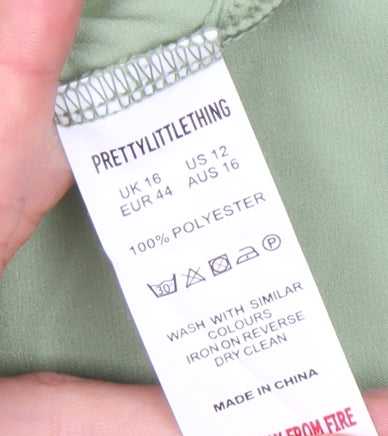 PRETTYLITTLETHING
UK 16 US 12
EUR 44 AUS 16
100% POLYESTER
30° P
WASH WITH SIMILAR
COLOURS
IRON ON REVERSE
DRY CLEAN
MADE IN CHINA
FROM FIRE